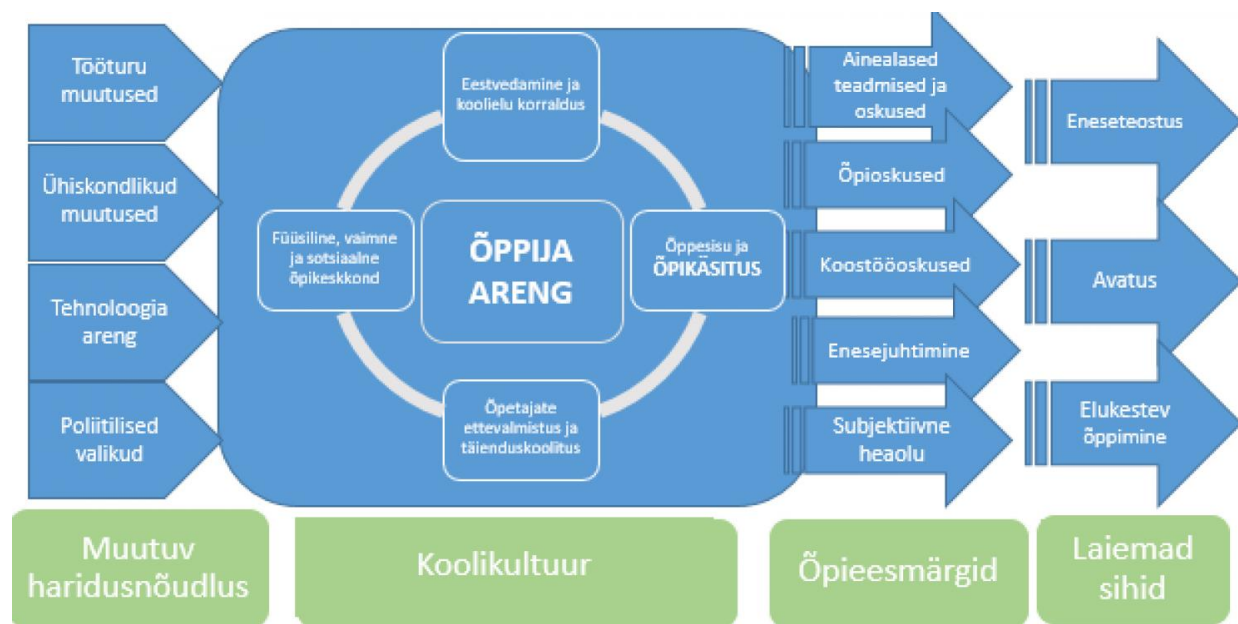 Tööturu
muutused
Ühiskondlikud
muutused
Tehnoloogia
areng
Poliitilised
valikud
Eestvedamine ja
koolielu korraldus
Füüsiline, vaimne
ja sotsiaalne
õpikeskkond
ÕPPIJA
ARENG
Õppesisu ja
ÕPIKÄSITUS
Õpetajate
ettevalmistus ja
täienduskoolitus
Ainealased
teadmised ja
oskused
Õpioskused
Koostööoskused
Enesejuhtimine
Subjektiivne
heaolu
Eneseteostus
Avatus
Elukestev
õppimine
Muutuv
haridusnõudlus
Koolikultuur
Õpieesmärgid
Laiemad
sihid